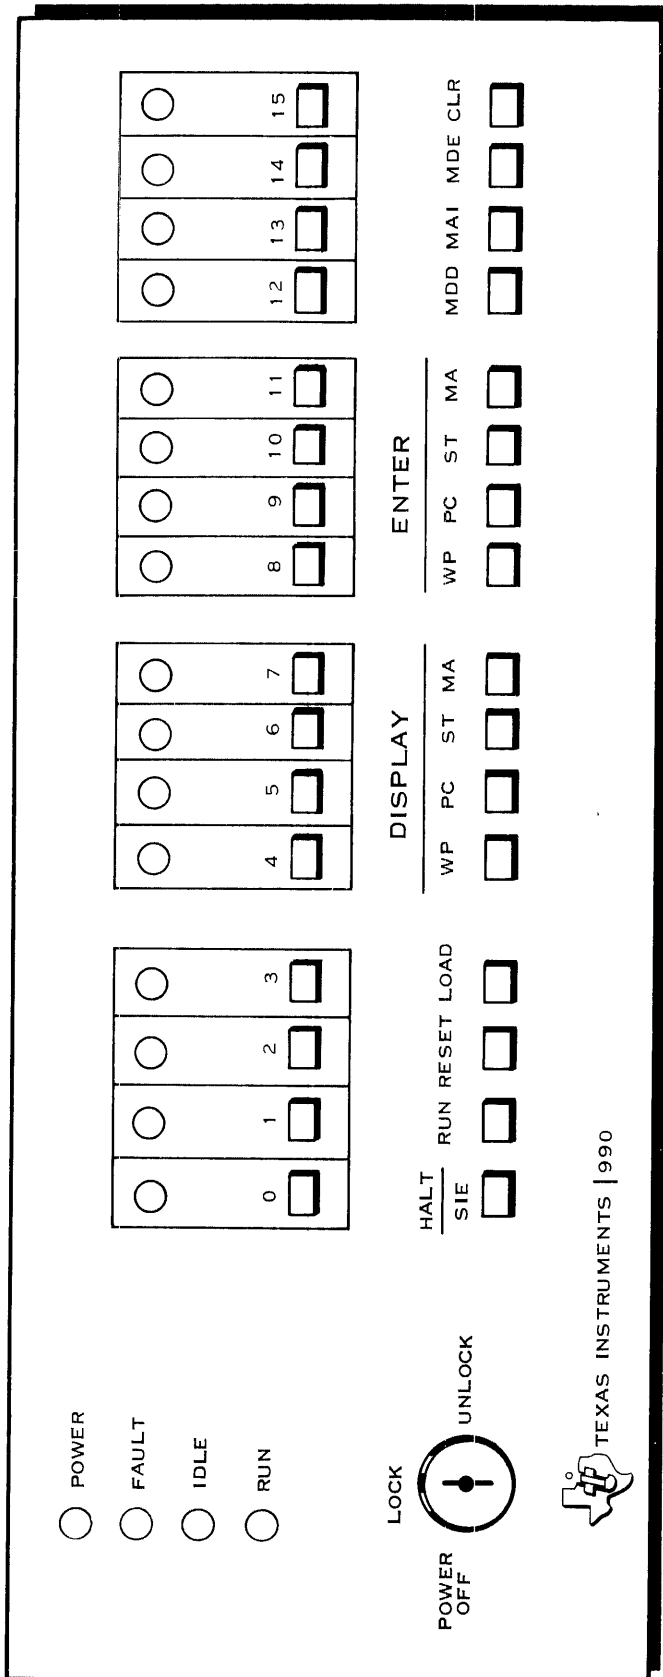 POWER
FAULT
IDLE
RUN
0 1 2 3 4 5 6 7 8 9 10 11 12 13 14 15
LOCK
POWER
OFF
UNLOCK
DISPLAY
ENTER
HALT
SIE
RUN RESET LOAD
WP PC ST MA
WP PC ST MA
MDD MAI MDE CLR
TEXAS INSTRUMENTS 990